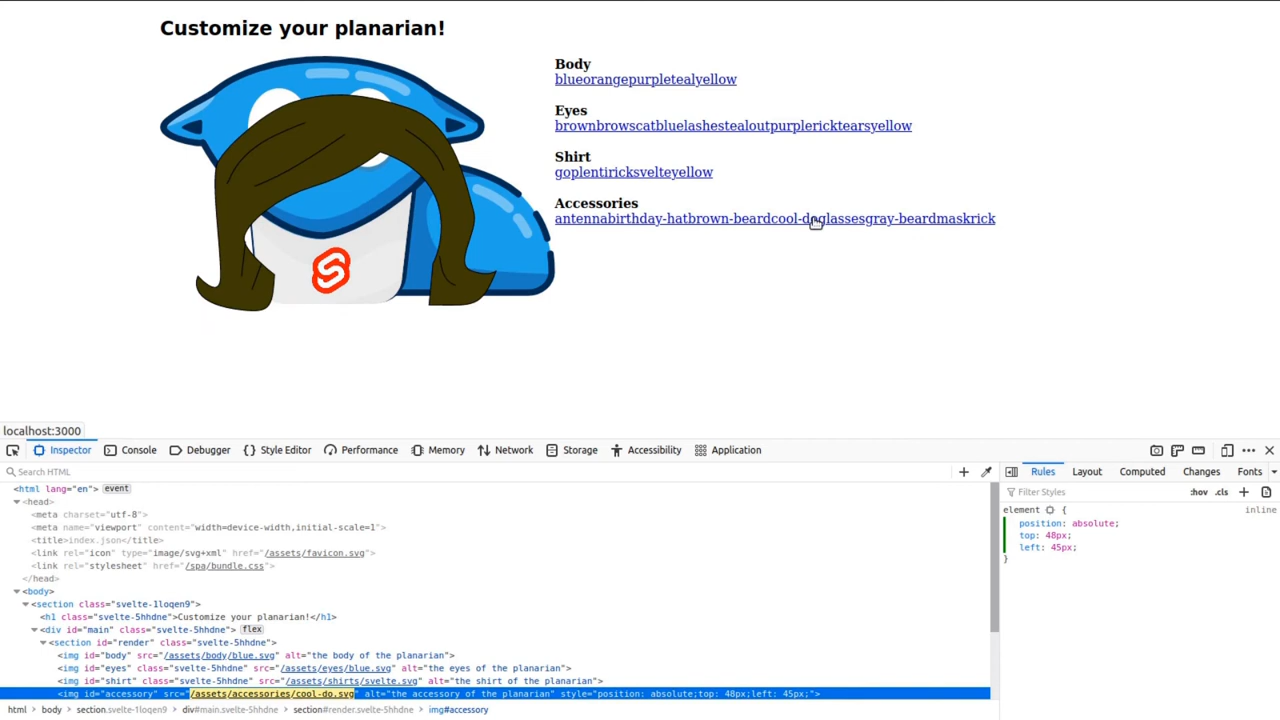 Customize your planarian!
Body
blueorangepurpletealyellow
Eyes
brownbrowscatbluelashestealoutpurplericktearsyellow
Shirt
goplentiricksvelteyellow
Accessories
antennabirthday-hatbrown-beardcool-doglassesgray-beardmaskrick
localhost:3000
Inspector Console Debugger {} Style Editor Performance Memory Network Storage Accessibility Application
Search HTML
<html lang="en"> event
<head>
<meta charset="utf-8">
<meta name="viewport" content="width=device-width,initial-scale=1">
<title>index.json</title>
<link rel="icon" type="image/svg+xml" href="/assets/favicon.svg">
<link rel="stylesheet" href="/spa/bundle.css">
</head>
<body>
<section class="svelte-1loqen9">
<h1 class="svelte-5hhdne">Customize your planarian!</h1>
<div id="main" class="svelte-5hhdne"> flex
<section id="render" class="svelte-5hhdne">
<img id="body" src="/assets/body/blue.svg" alt="the body of the planarian">
<img id="eyes" class="svelte-5hhdne" src="/assets/eyes/blue.svg" alt="the eyes of the planarian">
<img id="shirt" class="svelte-5hhdne" src="/assets/shirts/svelte.svg" alt="the shirt of the planarian">
<img id="accessory" src="/assets/accessories/cool-do.svg" alt="the accessory of the planarian" style="position: absolute;top: 48px;left: 45px;">
html body section.svelte-1loqen9 div#main.svelte-5hhdne section#render.svelte-5hhdne img#accessory
Rules Layout Computed Changes Fonts
Filter Styles :hov .cls +
element { inline
position: absolute;
top: 48px;
left: 45px;
}